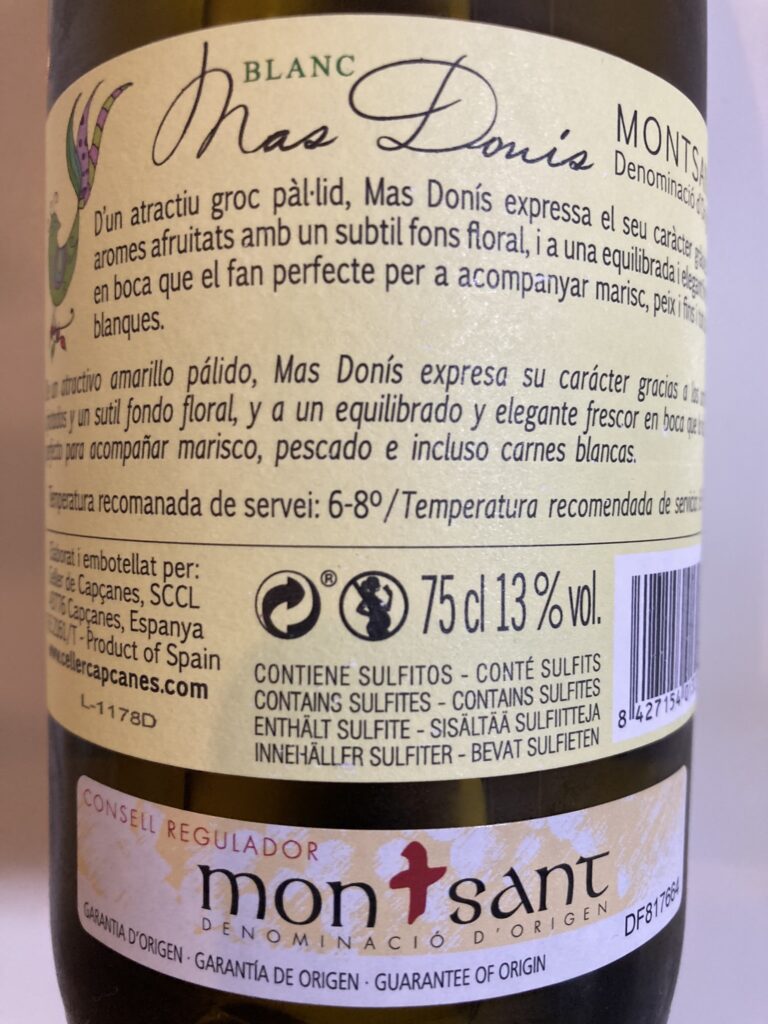 BLANC
Mas Donís
MONTSA
Denominació d'O
D'un atractiu groc pàl·lid, Mas Donís expressa el seu caràcter
aromes afruitats amb un subtil fons floral, i a una equilibrada i
en boca que el fan perfecte per a acompanyar marisc, peix i fins i tot
blanques.
atractivo amarillo pálido, Mas Donís expresa su carácter gracias a
y un sutil fondo floral, y a un equilibrado y elegante frescor en boca que
para acompañar marisco, pescado e incluso carnes blancas.
Temperatura recomanada de servei: 6-8º/Temperatura recomendada de
Elaborat i embotellat per:
Celler de Capçanes, SCCL
Capçanes, Espanya
- Product of Spain
www.cellercapcanes.com
L-1178D
® 75 cl 13 % vol.
CONTIENE SULFITOS - CONTÉ SULFITS
CONTAINS SULFITES - CONTAINS SULFITES
ENTHÄLT SULFITE - SISÄLTÄÄ SULFIITTEJA
INNEHÅLLER SULFITER - BEVAT SULFIETEN
8 427154
CONSELL REGULADOR
montsant
DENOMINACIÓ D'ORIGEN
GARANTIA D'ORIGEN · GARANTÍA DE ORIGEN · GUARANTEE OF ORIGIN
DF817664